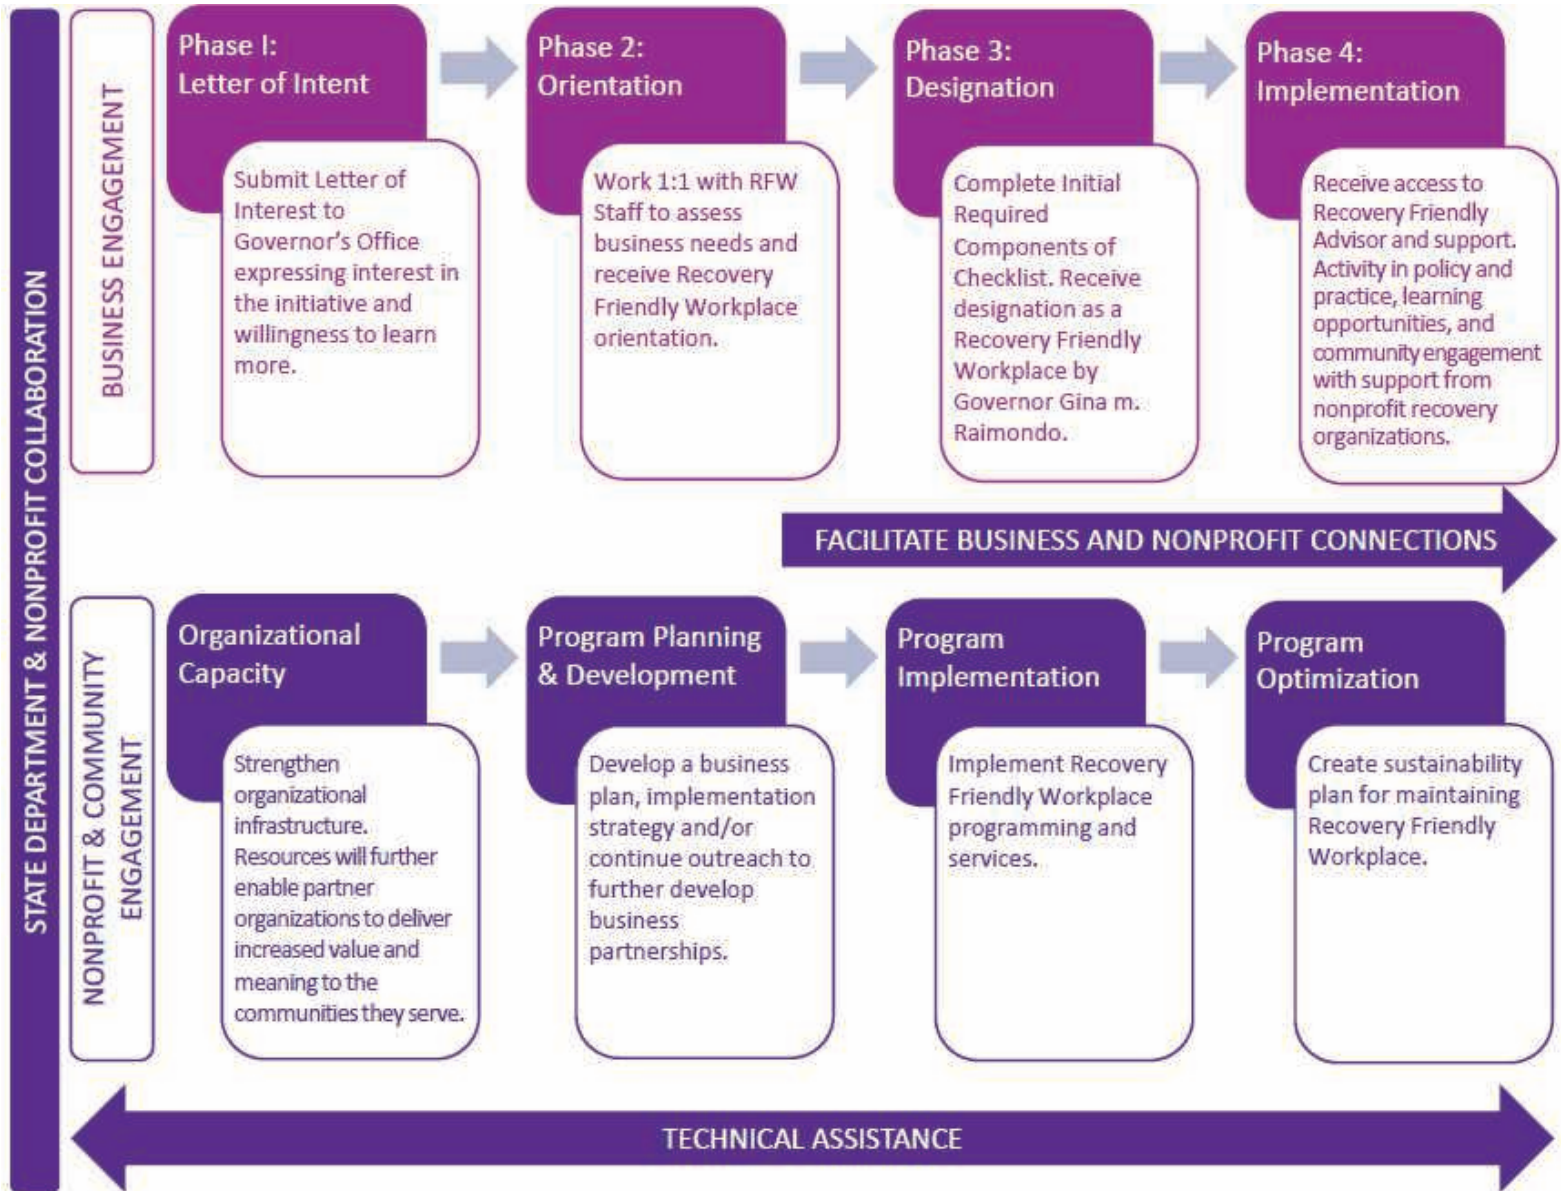 STATE DEPARTMENT & NONPROFIT COLLABORATION
BUSINESS ENGAGEMENT
Phase I:
Letter of Intent
Submit Letter of
Interest to
Governor's Office
expressing interest in
the initiative and
willingness to learn
more.
Phase 2:
Orientation
Work 1:1 with RFW
Staff to assess
business needs and
receive Recovery
Friendly Workplace
orientation.
Phase 3:
Designation
Complete Initial
Required
Components of
Checklist. Receive
designation as a
Recovery Friendly
Workplace by
Governor Gina m.
Raimondo.
Phase 4:
Implementation
Receive access to
Recovery Friendly
Advisor and support.
Activity in policy and
practice, learning
opportunities, and
community engagement
with support from
nonprofit recovery
organizations.
FACILITATE BUSINESS AND NONPROFIT CONNECTIONS
NONPROFIT & COMMUNITY
ENGAGEMENT
Organizational
Capacity
Strengthen
organizational
infrastructure.
Resources will further
enable partner
organizations to deliver
increased value and
meaning to the
communities they serve.
Program Planning
& Development
Develop a business
plan, implementation
strategy and/or
continue outreach to
further develop
business
partnerships.
Program
Implementation
Implement Recovery
Friendly Workplace
programming and
services.
Program
Optimization
Create sustainability
plan for maintaining
Recovery Friendly
Workplace.
TECHNICAL ASSISTANCE